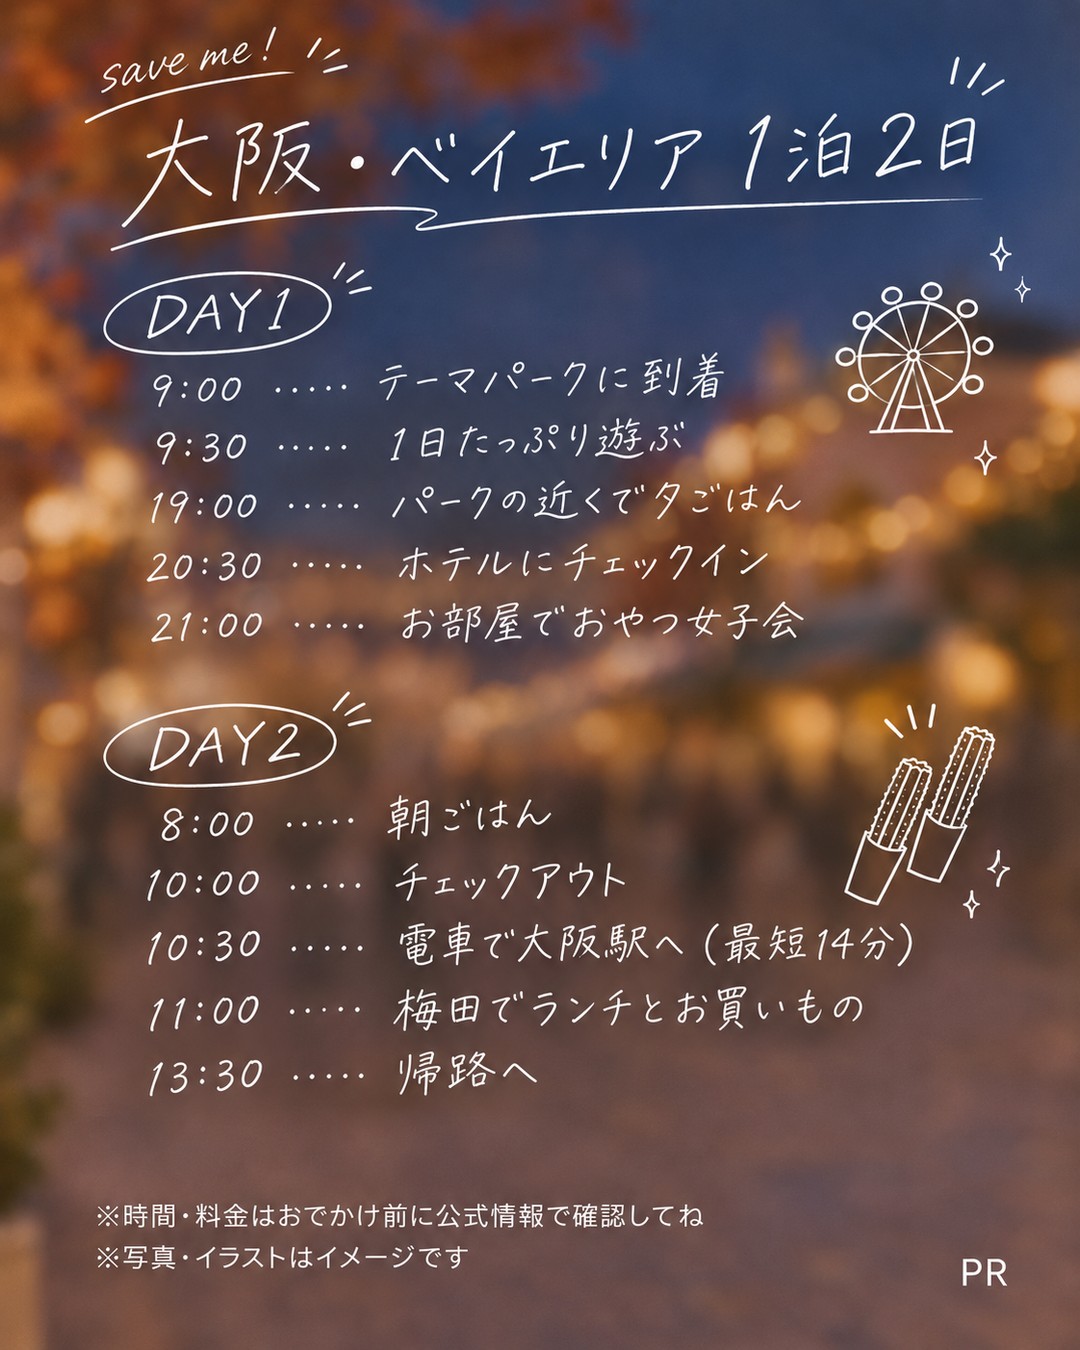 save me!
大阪・ベイエリア 1泊2日
DAY1
9:00 ····· テーマパークに到着
9:30 ····· 1日たっぷり遊ぶ
19:00 ····· パークの近くで夕ごはん
20:30 ····· ホテルにチェックイン
21:00 ····· お部屋でおやつ女子会
DAY2
8:00 ····· 朝ごはん
10:00 ····· チェックアウト
10:30 ····· 電車で大阪駅へ (最短14分)
11:00 ····· 梅田でランチとお買いもの
13:30 ····· 帰路へ
※時間・料金はおでかけ前に公式情報で確認してね
※写真・イラストはイメージです
PR